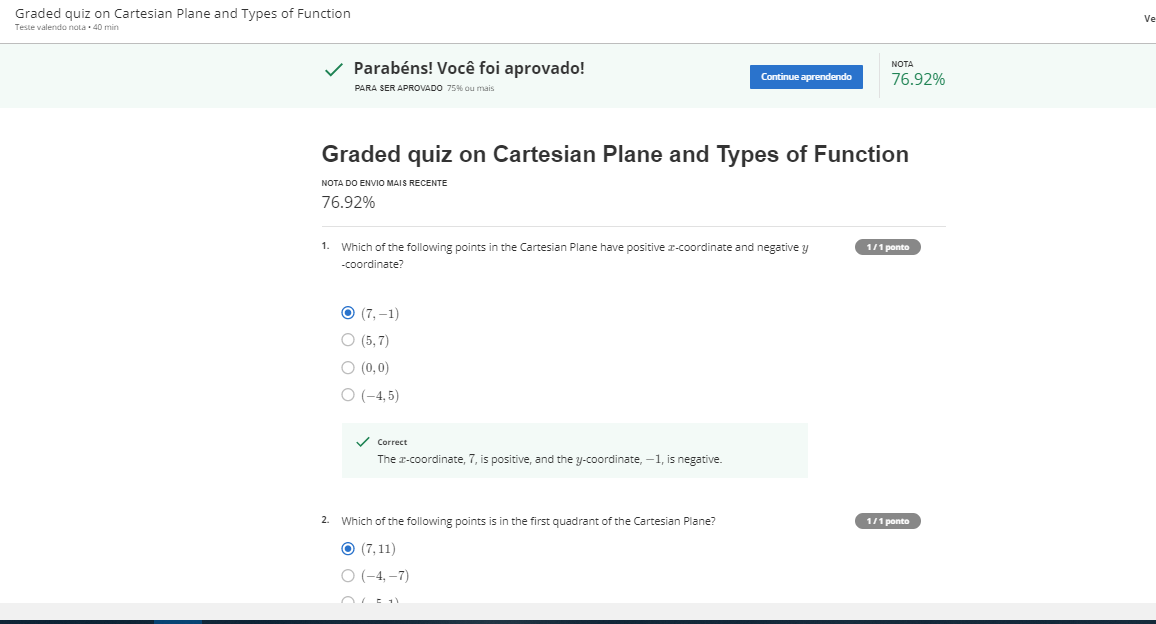 Graded quiz on Cartesian Plane and Types of Function
Teste valendo nota • 40 min
Ve
Parabéns! Você foi aprovado!
PARA SER APROVADO 75% ou mais
Continue aprendendo
NOTA
76.92%
Graded quiz on Cartesian Plane and Types of Function
NOTA DO ENVIO MAIS RECENTE
76.92%
1. Which of the following points in the Cartesian Plane have positive x-coordinate and negative y
-coordinate?
1 / 1 ponto
(7, −1)
(5, 7)
(0, 0)
(−4, 5)
Correct
The x-coordinate, 7, is positive, and the y-coordinate, −1, is negative.
2. Which of the following points is in the first quadrant of the Cartesian Plane?
1 / 1 ponto
(7, 11)
(−4, −7)